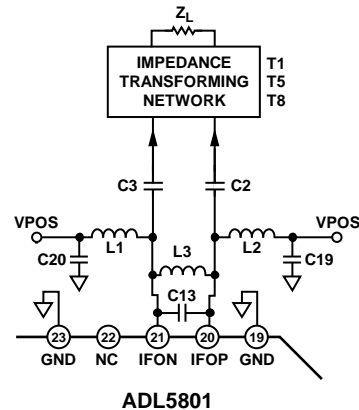 ZL
IMPEDANCE
TRANSFORMING
NETWORK
T1
T5
T8
C3
C2
VPOS
VPOS
L1
L3
L2
C20
C19
C13
23
22
21
20
19
GND
NC
IFON
IFOP
GND
ADL5801